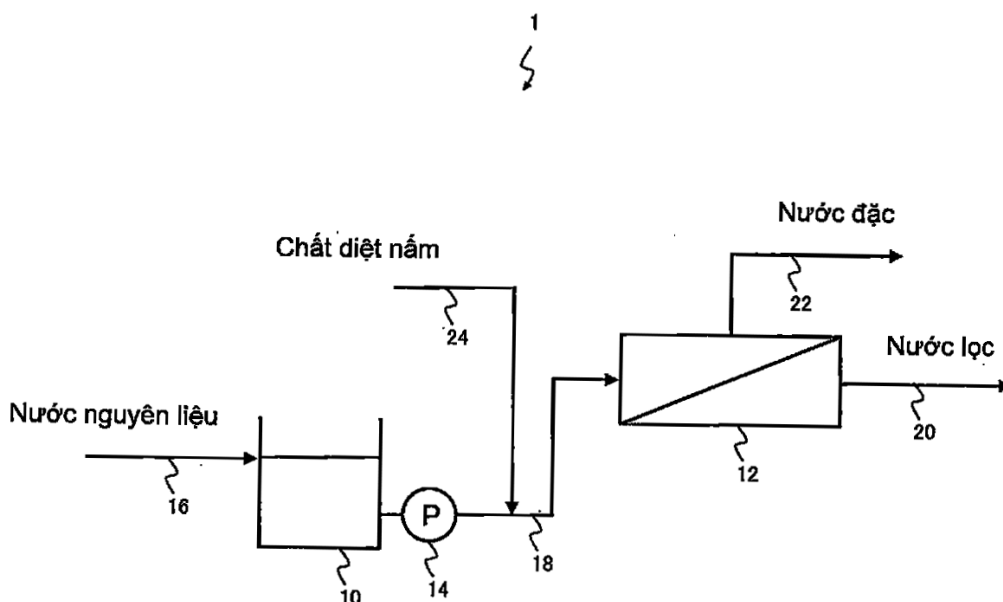 1
Nước đặc
Chất diệt nấm
22
24
Nước lọc
Nước nguyên liệu
20
12
16
P
18
14
10